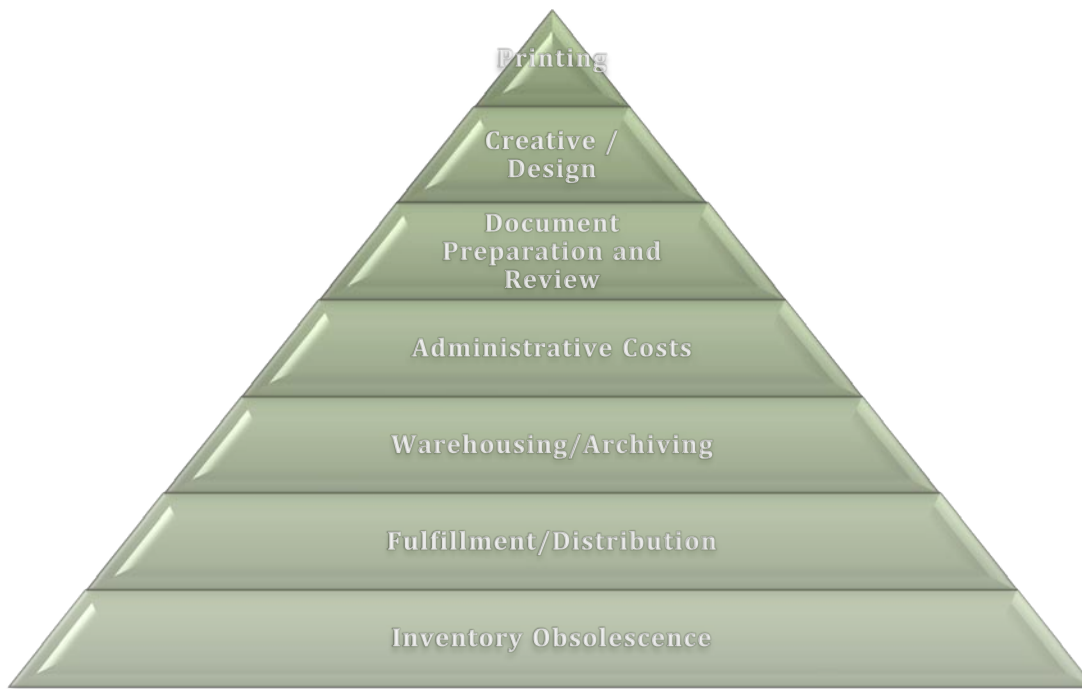 Printing
Creative /
Design
Document
Preparation and
Review
Administrative Costs
Warehousing/Archiving
Fulfillment/Distribution
Inventory Obsolescence